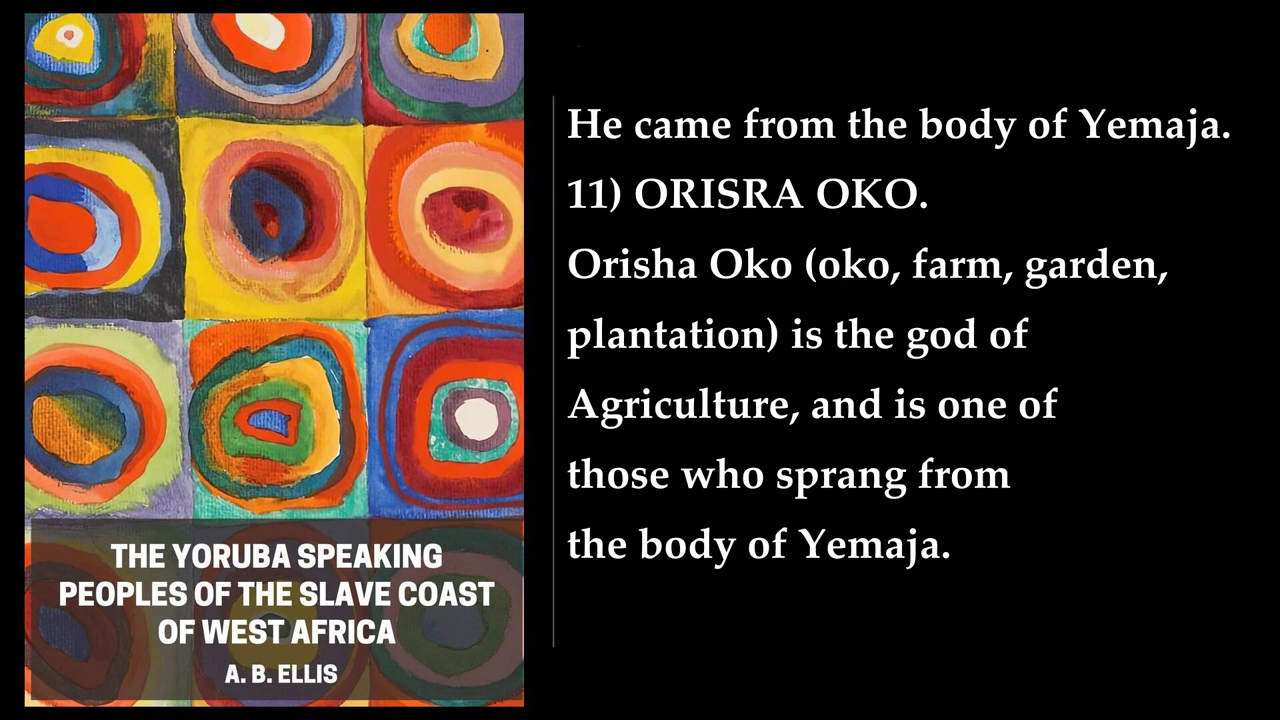 THE YORUBA SPEAKING
PEOPLES OF THE SLAVE COAST
OF WEST AFRICA
A. B. ELLIS
He came from the body of Yemaja.
11) ORISRA OKO.
Orisha Oko (oko, farm, garden,
plantation) is the god of
Agriculture, and is one of
those who sprang from
the body of Yemaja.